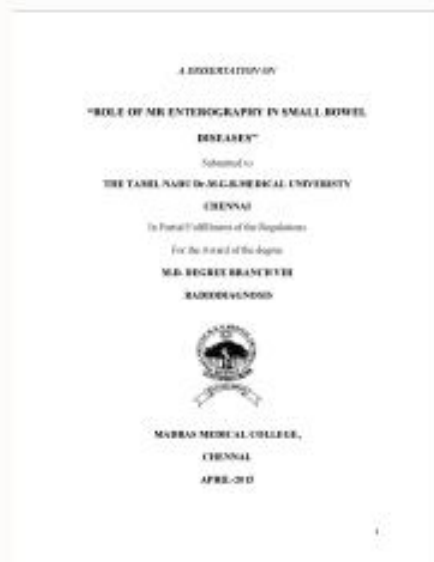 A DISSERTATION ON
“ROLE OF MR ENTEROGRAPHY IN SMALL BOWEL
DISEASES”
Submitted to
THE TAMIL NADU Dr.M.G.R.MEDICAL UNIVERISTY
CHENNAI
In Partial Fulfillment of the Regulations
For the Award of the degree
M.D. DEGREE BRANCH VIII
RADIODIAGNOSIS
MADRAS MEDICAL COLLEGE,
CHENNAI.
APRIL-2013